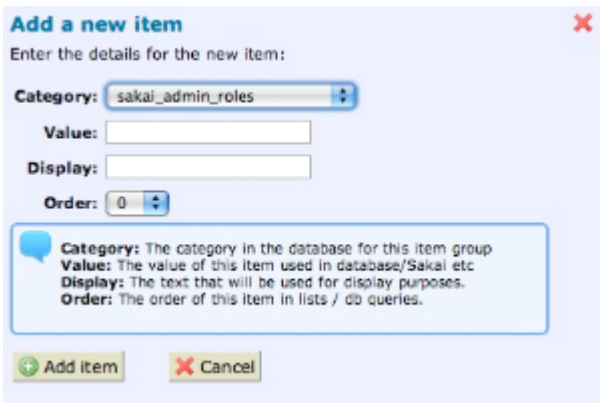 Add a new item
Enter the details for the new item:
Category: sakai_admin_roles
Value:
Display:
Order: 0
Category: The category in the database for this item group
Value: The value of this item used in database/Sakai etc
Display: The text that will be used for display purposes.
Order: The order of this item in lists / db queries.
Add item Cancel